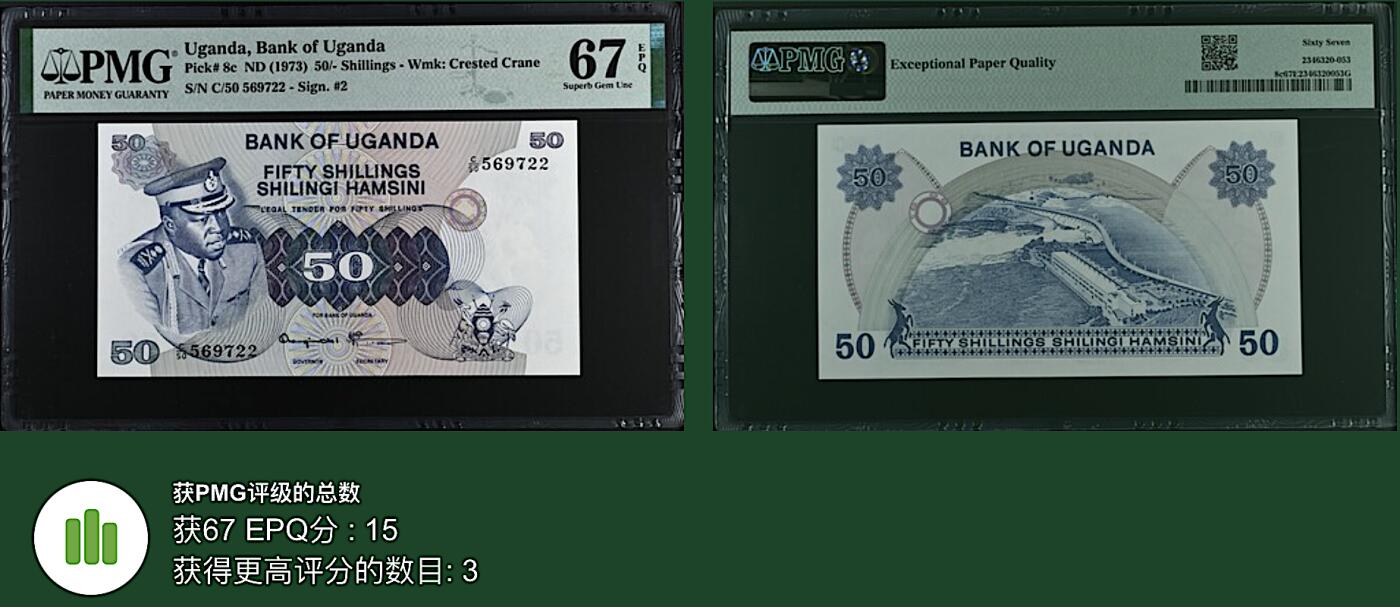 PMG
PAPER MONEY GUARANTY
Uganda, Bank of Uganda
Pick# 8c ND (1973) 50/- Shillings - Wmk: Crested Crane
S/N C/50 569722 - Sign. #2
67
EPQ
Superb Gem Unc
50
BANK OF UGANDA
50
C/50 569722
FIFTY SHILLINGS
SHILINGI HAMSINI
LEGAL TENDER FOR FIFTY SHILLINGS
50
FOR BANK OF UGANDA
50
C/50 569722
GOVERNOR
SECRETARY
PMG
Exceptional Paper Quality
Sixty Seven
2346320-053
8c67E2346320053G
BANK OF UGANDA
50
50
50
FIFTY SHILLINGS SHILINGI HAMSINI
50
获PMG评级的总数
获67 EPQ分 : 15
获得更高评分的数目: 3